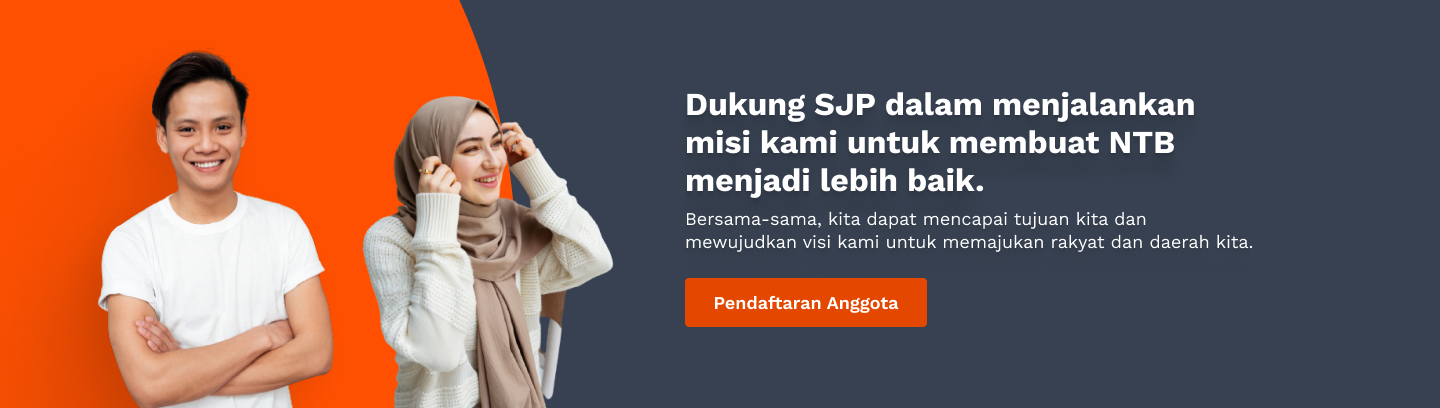 Dukung SJP dalam menjalankan
misi kami untuk membuat NTB
menjadi lebih baik.
Bersama-sama, kita dapat mencapai tujuan kita dan
mewujudkan visi kami untuk memajukan rakyat dan daerah kita.
Pendaftaran Anggota